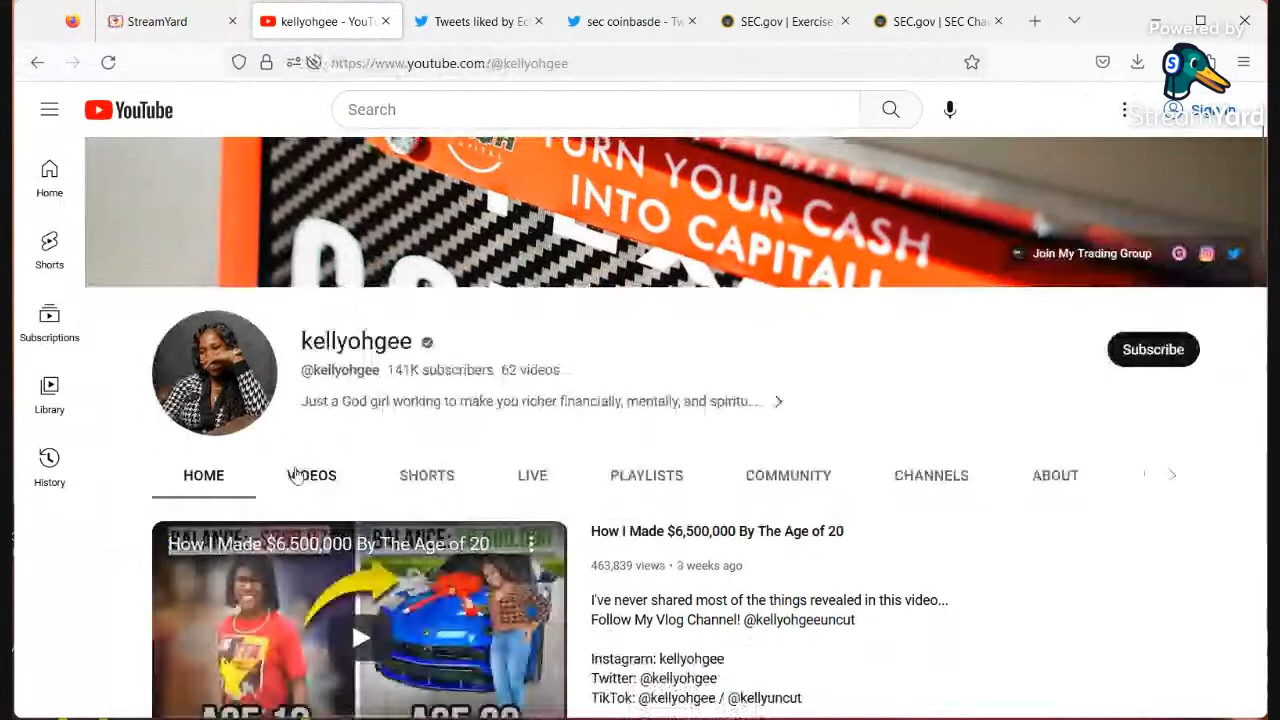 StreamYard
kellyohgee - YouTu
Tweets liked by Ec
sec coinbasde - Tw
SEC.gov | Exercise
SEC.gov | SEC Cha
Powered by
StreamYard
https://www.youtube.com/@kellyohgee
YouTube
Search
Sign in
Home
Shorts
Subscriptions
Library
History
CAPITAL
TURN YOUR CASH
INTO CAPITAL!
Join My Trading Group
kellyohgee
@kellyohgee 141K subscribers 62 videos
Just a God girl working to make you richer financially, mentally, and spiritu...
Subscribe
HOME
VIDEOS
SHORTS
LIVE
PLAYLISTS
COMMUNITY
CHANNELS
ABOUT
How I Made $6,500,000 By The Age of 20
How I Made $6,500,000 By The Age of 20
463,839 views • 3 weeks ago
I've never shared most of the things revealed in this video...
Follow My Vlog Channel! @kellyohgeeuncut
Instagram: kellyohgee
Twitter: @kellyohgee
TikTok: @kellyohgee / @kellyuncut